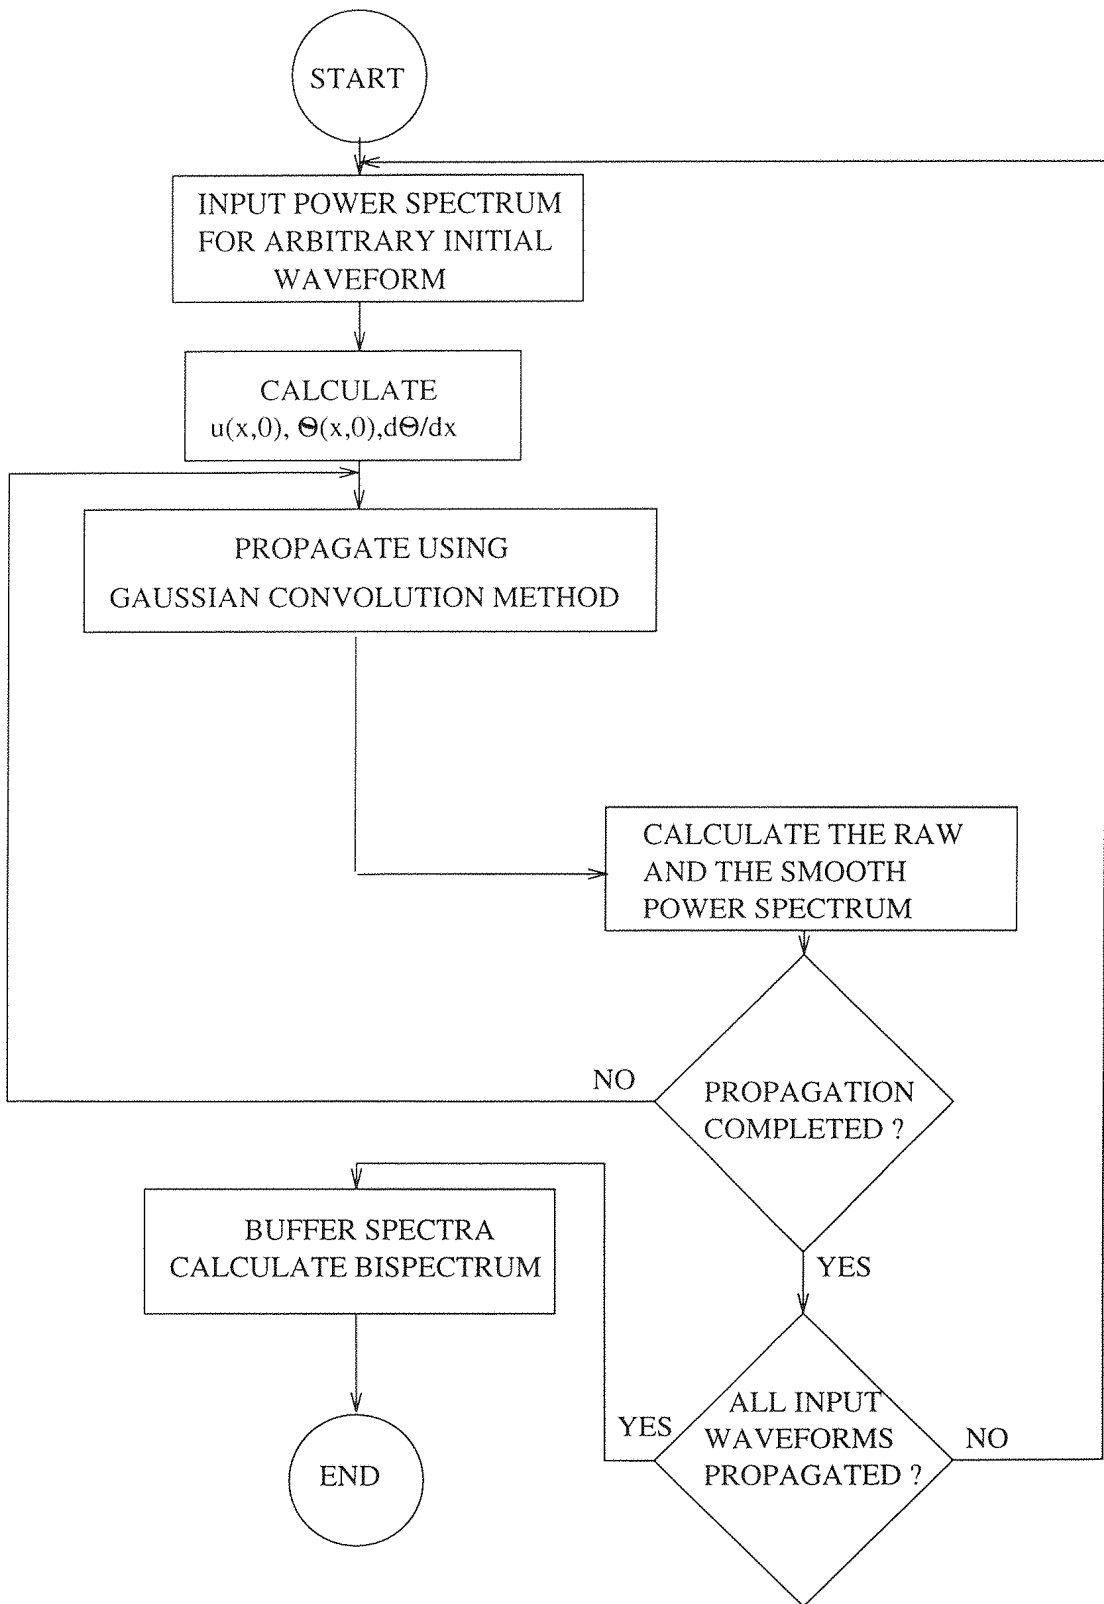 START
INPUT POWER SPECTRUM
FOR ARBITRARY INITIAL
WAVEFORM
CALCULATE
u(x,0), Θ(x,0),dΘ/dx
PROPAGATE USING
GAUSSIAN CONVOLUTION METHOD
CALCULATE THE RAW
AND THE SMOOTH
POWER SPECTRUM
NO
PROPAGATION
COMPLETED ?
YES
BUFFER SPECTRA
CALCULATE BISPECTRUM
YES
ALL INPUT
WAVEFORMS
PROPAGATED ?
NO
END